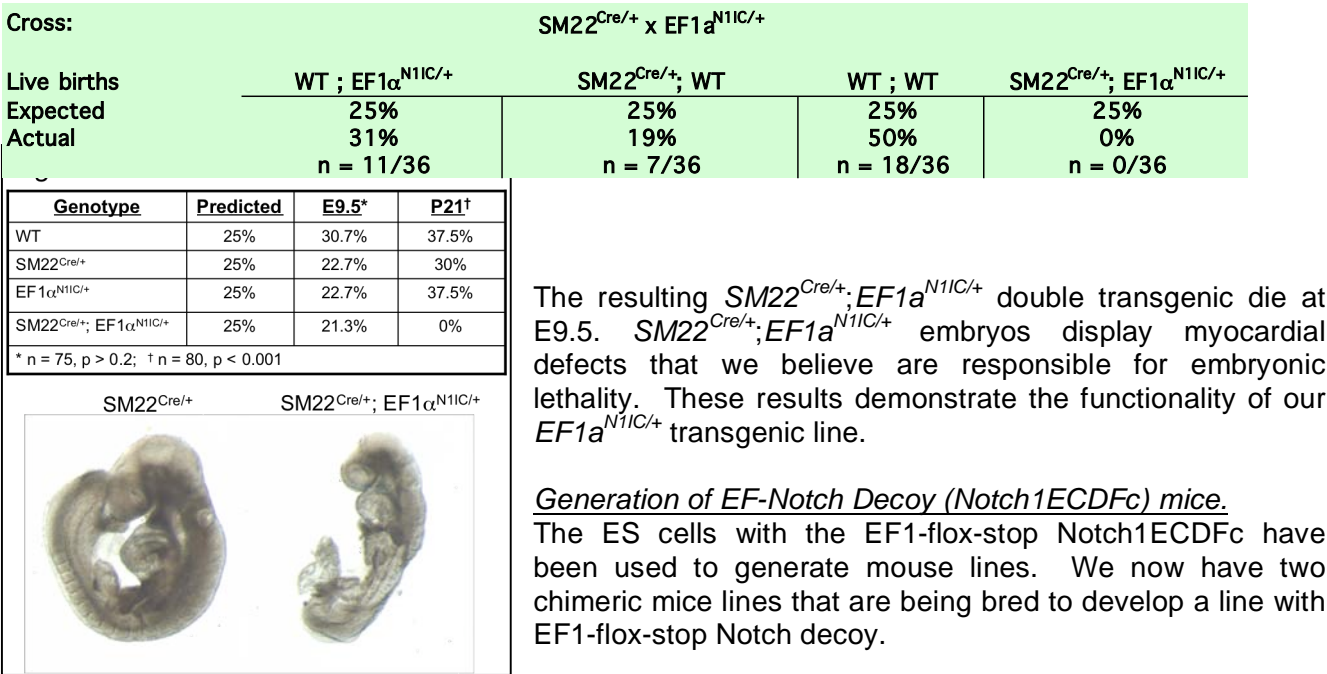 Cross: SM22Cre/+ x EF1aN1IC/+
Live births WT ; EF1αN1IC/+ SM22Cre/+; WT WT ; WT SM22Cre/+; EF1αN1IC/+
Expected 25% 25% 25% 25%
Actual 31% 19% 50% 0%
n = 11/36 n = 7/36 n = 18/36 n = 0/36
Genotype Predicted E9.5* P21†
WT 25% 30.7% 37.5%
SM22Cre/+ 25% 22.7% 30%
EF1αN1IC/+ 25% 22.7% 37.5%
SM22Cre/+; EF1αN1IC/+ 25% 21.3% 0%
* n = 75, p > 0.2; † n = 80, p < 0.001
SM22Cre/+ SM22Cre/+; EF1αN1IC/+
The resulting SM22Cre/+;EF1aN1IC/+ double transgenic die at
E9.5. SM22Cre/+;EF1aN1IC/+ embryos display myocardial
defects that we believe are responsible for embryonic
lethality. These results demonstrate the functionality of our
EF1aN1IC/+ transgenic line.
Generation of EF-Notch Decoy (Notch1ECDFc) mice.
The ES cells with the EF1-flox-stop Notch1ECDFc have
been used to generate mouse lines. We now have two
chimeric mice lines that are being bred to develop a line with
EF1-flox-stop Notch decoy.